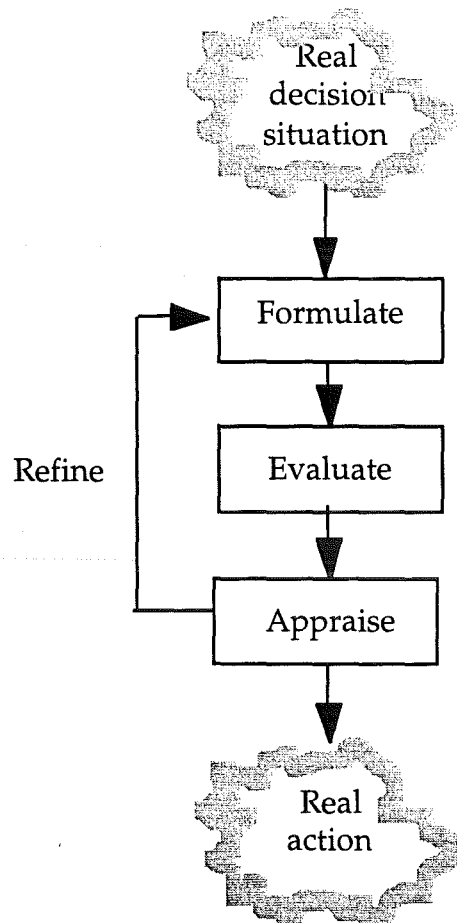 Real
decision
situation
Formulate
Evaluate
Refine
Appraise
Real
action